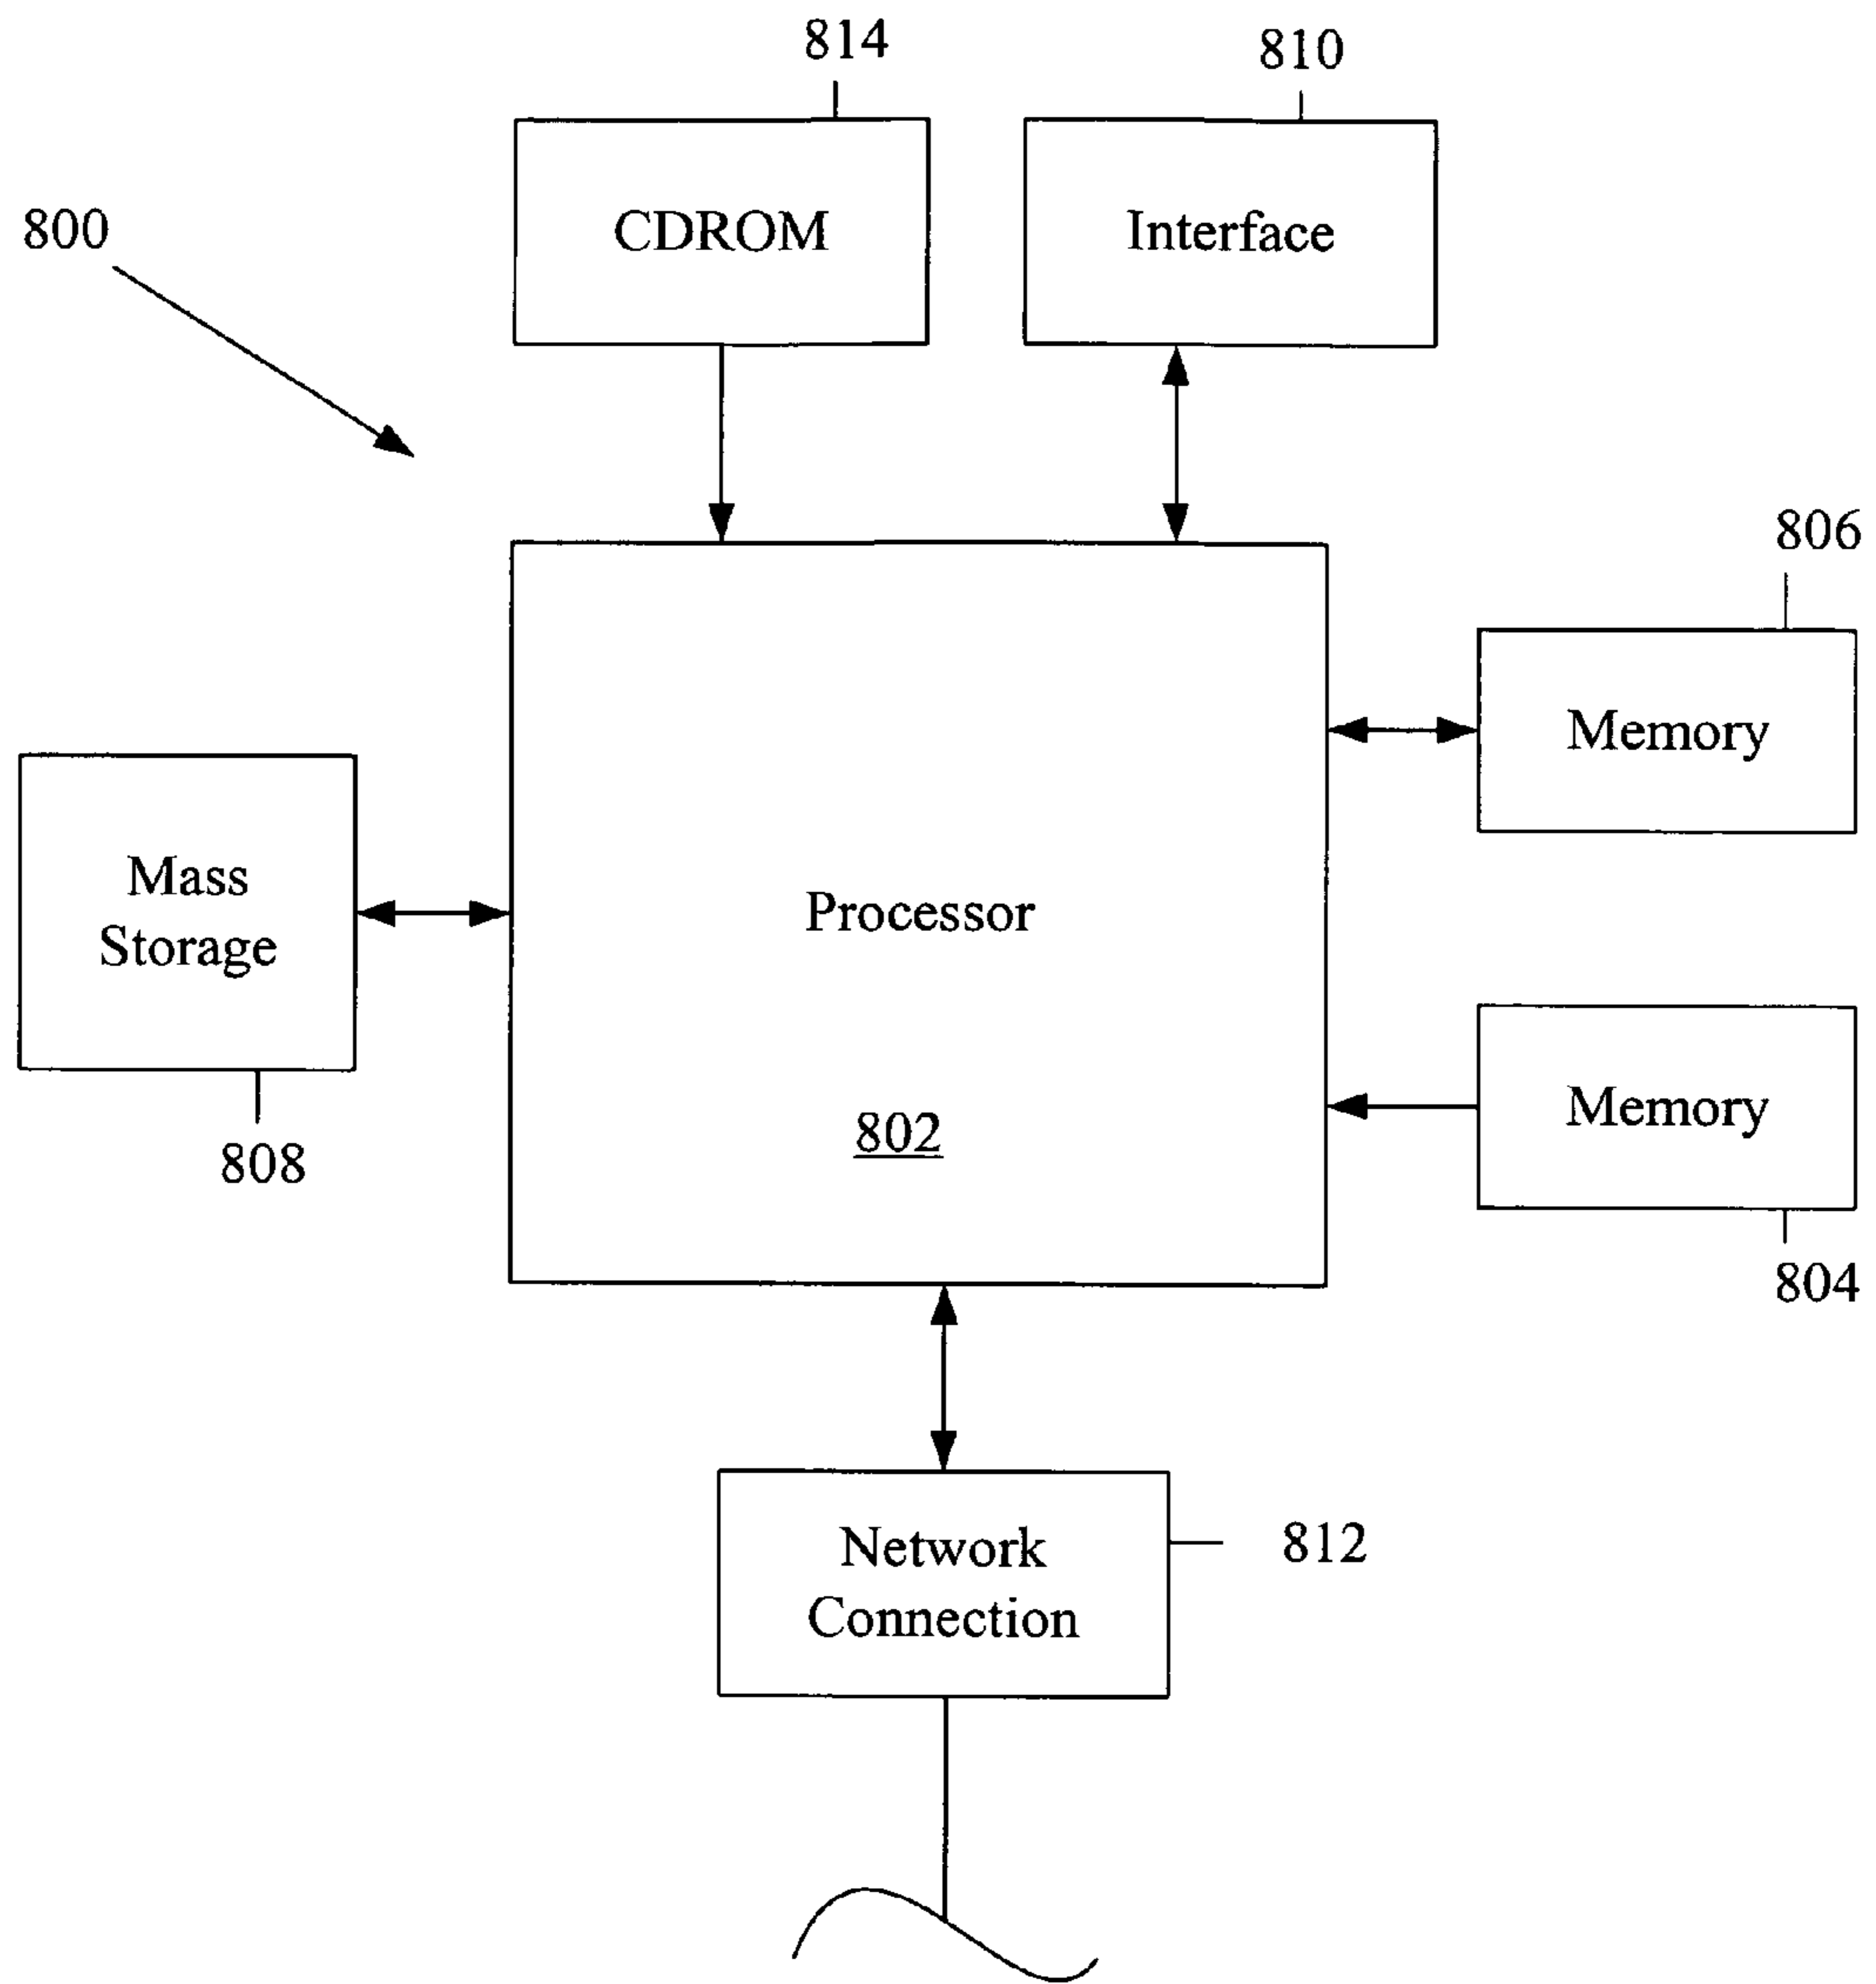 814
810
800
CDROM
Interface
806
Memory
Mass
Storage
Processor
Memory
802
808
804
Network
Connection
812